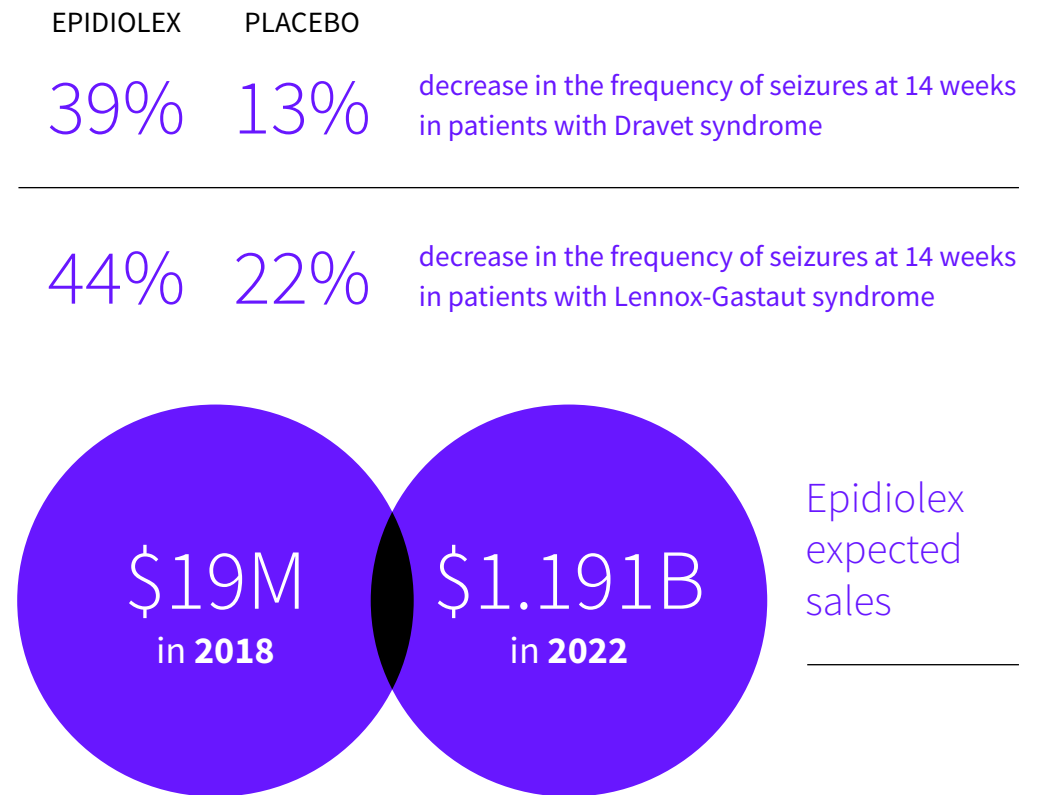 EPIDIOLEX PLACEBO
39% 13% decrease in the frequency of seizures at 14 weeks
in patients with Dravet syndrome
44% 22% decrease in the frequency of seizures at 14 weeks
in patients with Lennox-Gastaut syndrome
$19M
in 2018
$1.191B
in 2022
Epidiolex
expected
sales